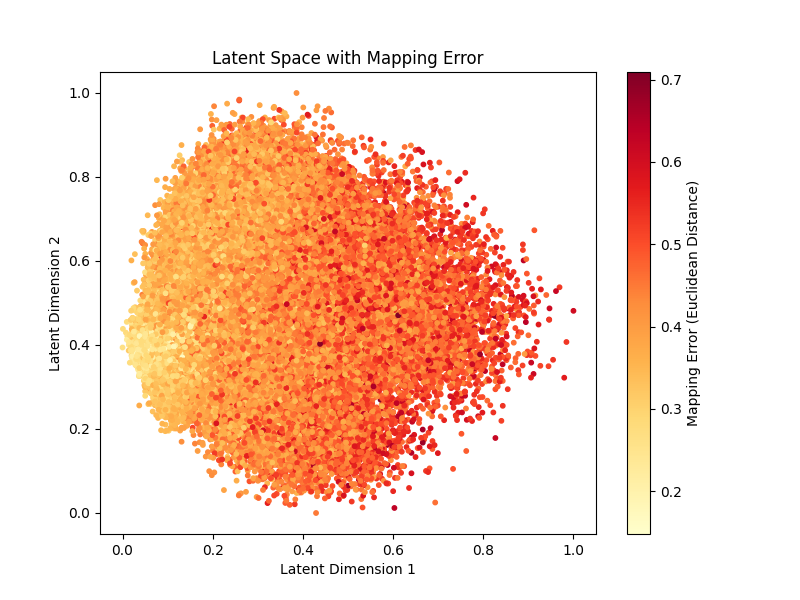 Latent Space with Mapping Error
1.0
0.8
0.6
0.4
0.2
0.0
Latent Dimension 2
0.0 0.2 0.4 0.6 0.8 1.0
Latent Dimension 1
0.7
0.6
0.5
0.4
0.3
0.2
Mapping Error (Euclidean Distance)